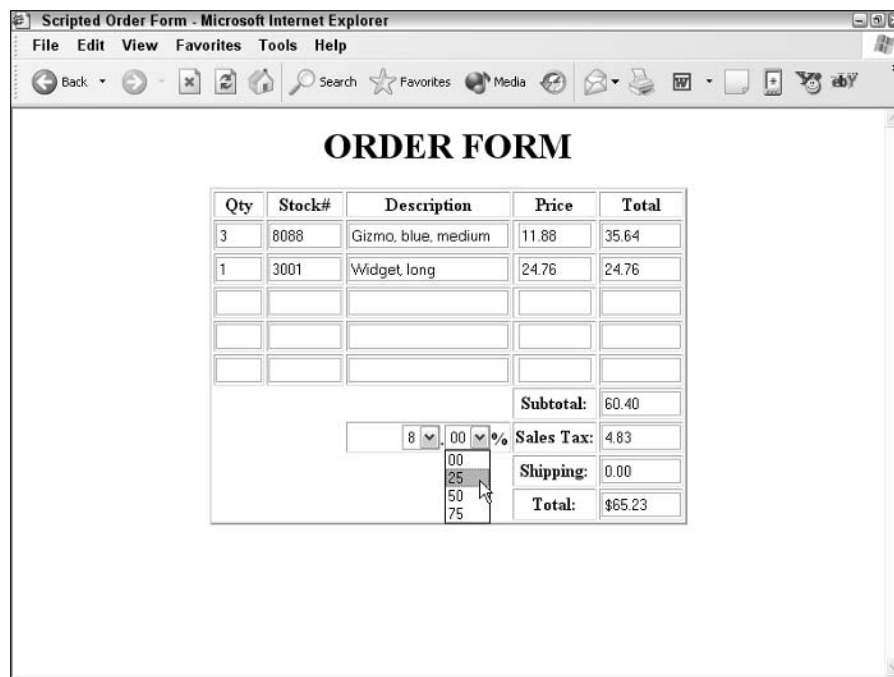 Scripted Order Form - Microsoft Internet Explorer
File Edit View Favorites Tools Help
Back Search Favorites Media W ebY
ORDER FORM
Qty Stock# Description Price Total
3 8088 Gizmo, blue, medium 11.88 35.64
1 3001 Widget, long 24.76 24.76
Subtotal: 60.40
8 . 00 % Sales Tax: 4.83
00
25
50
75
Shipping: 0.00
Total: $65.23